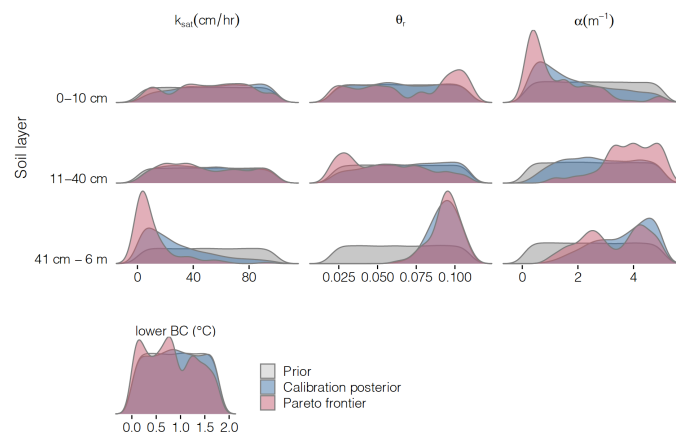 k_sat(cm/hr) θ_r α(m⁻¹)
Soil layer
0–10 cm
11–40 cm
41 cm – 6 m
0 40 80 0.025 0.050 0.075 0.100 0 2 4
lower BC (°C)
Prior
Calibration posterior
Pareto frontier
0.0 0.5 1.0 1.5 2.0